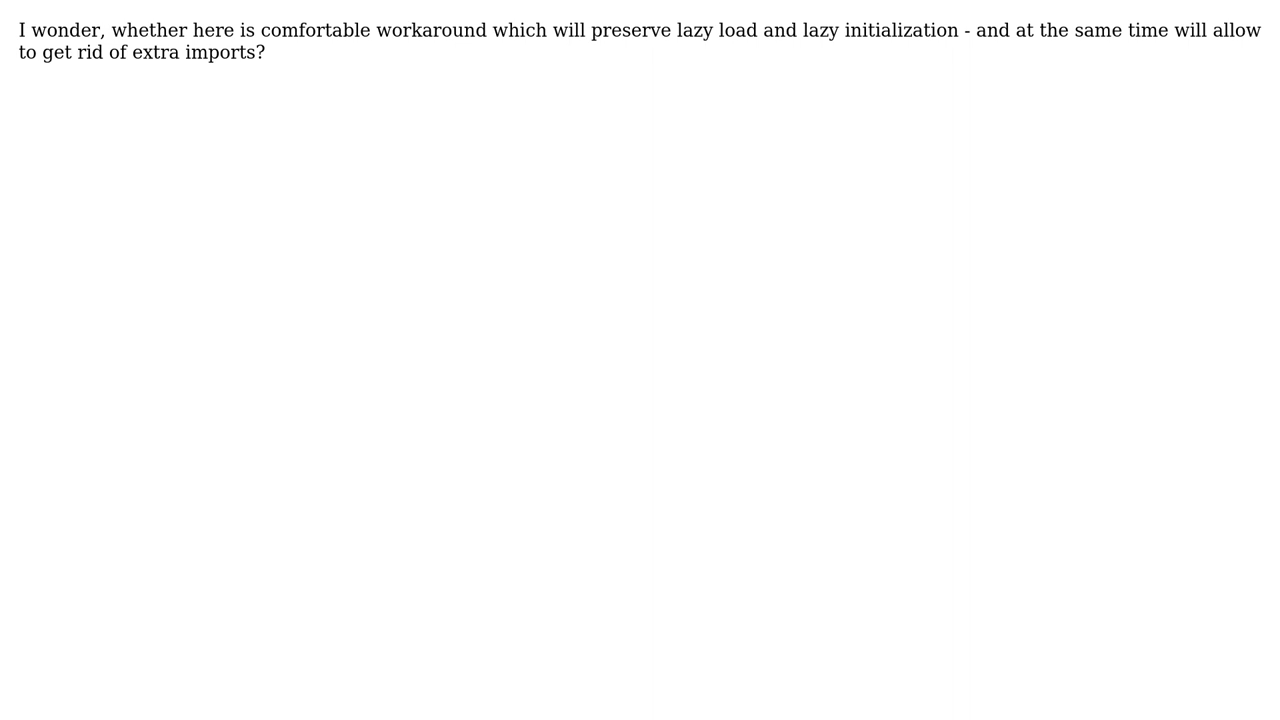 I wonder, whether here is comfortable workaround which will preserve lazy load and lazy initialization - and at the same time will allow
to get rid of extra imports?